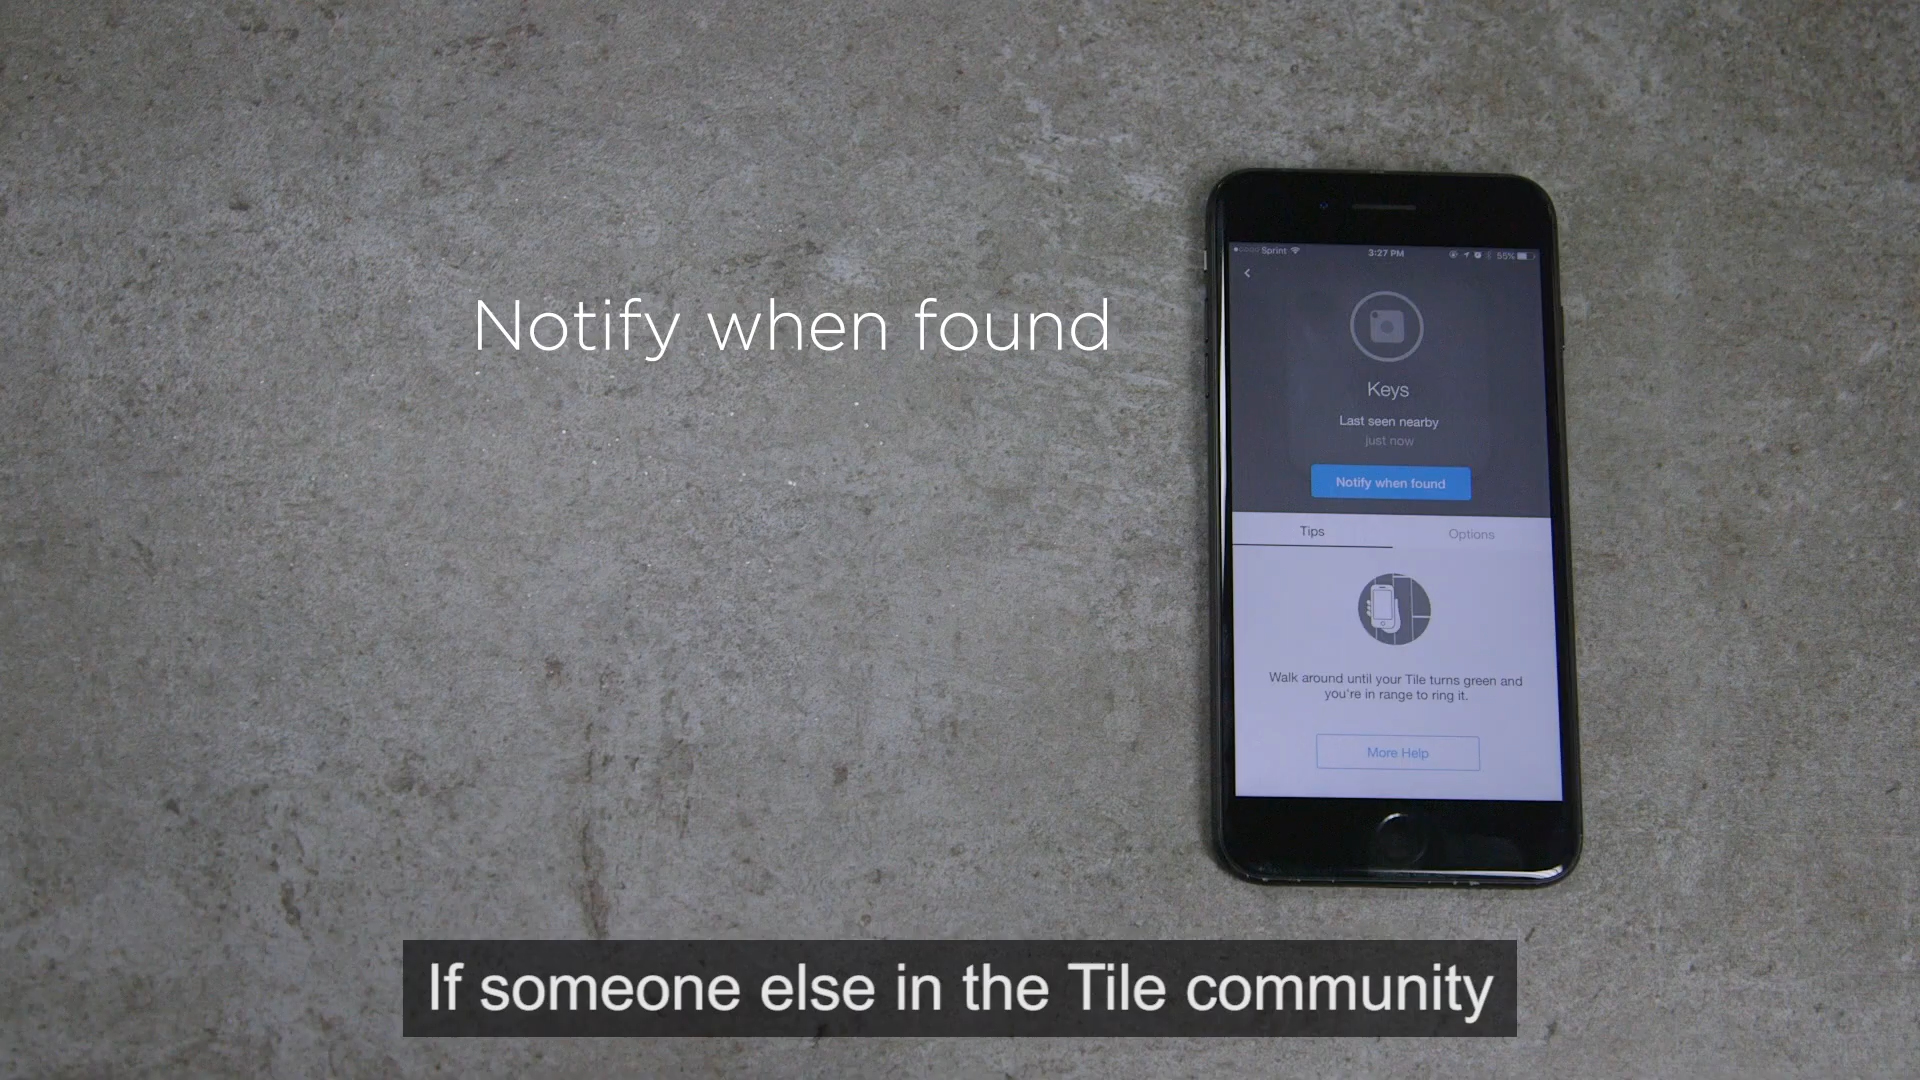 Notify when found
Sprint
3:27 PM
55%
Keys
Last seen nearby
just now
Notify when found
Tips
Options
Walk around until your Tile turns green and
you're in range to ring it.
More Help
If someone else in the Tile community